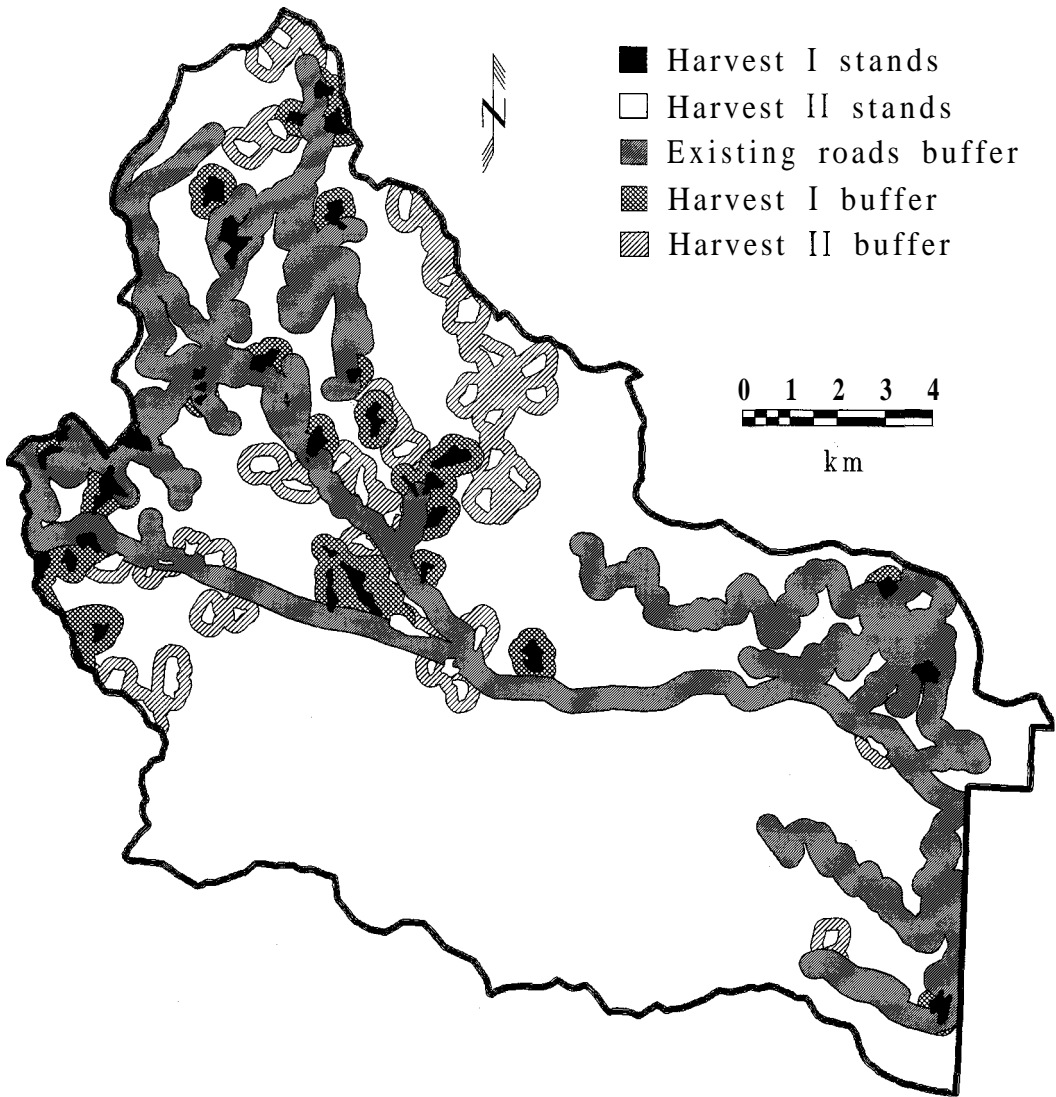 Harvest I stands
Harvest II stands
Existing roads buffer
Harvest I buffer
Harvest II buffer
N
0 1 2 3 4
km